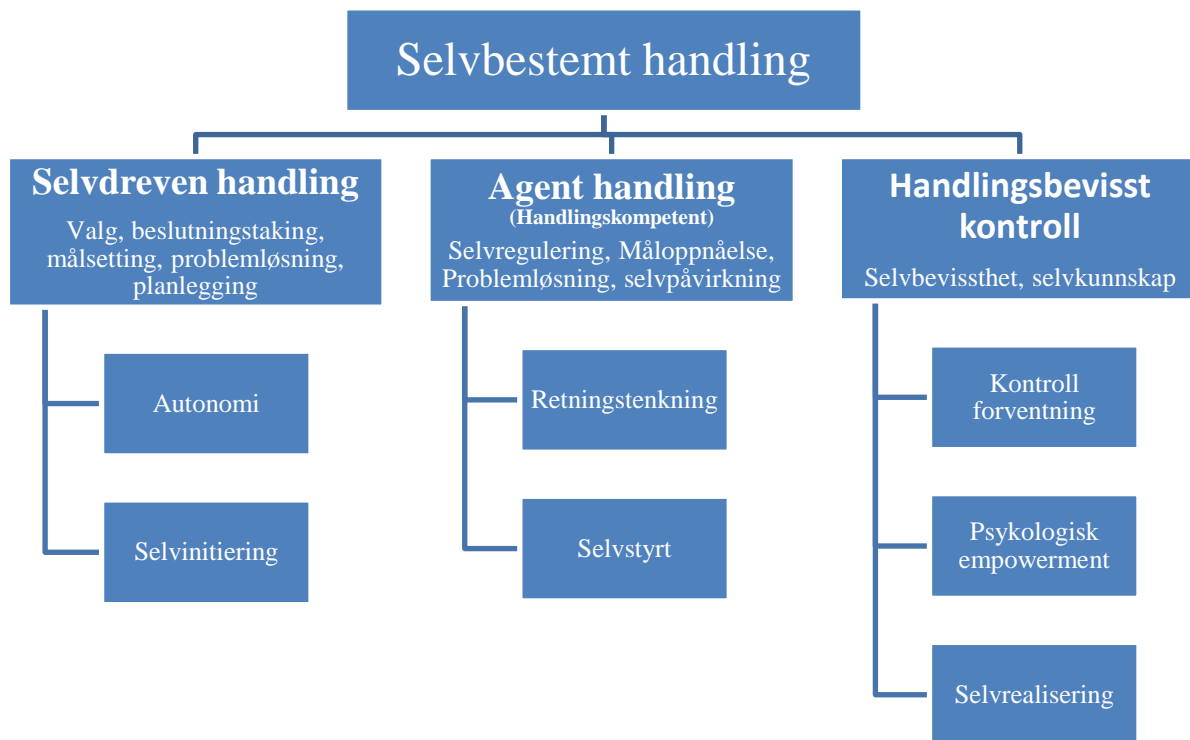 Selvbestemt handling
Selvdreven handling
Valg, beslutningstaking,
målsetting, problemløsning,
planlegging
Autonomi
Selvinitiering
Agent handling
(Handlingskompetent)
Selvregulering, Måloppnåelse,
Problemløsning, selvpåvirkning
Retningstenkning
Selvstyrt
Handlingsbevisst
kontroll
Selvbevissthet, selvkunnskap
Kontroll
forventning
Psykologisk
empowerment
Selvrealisering